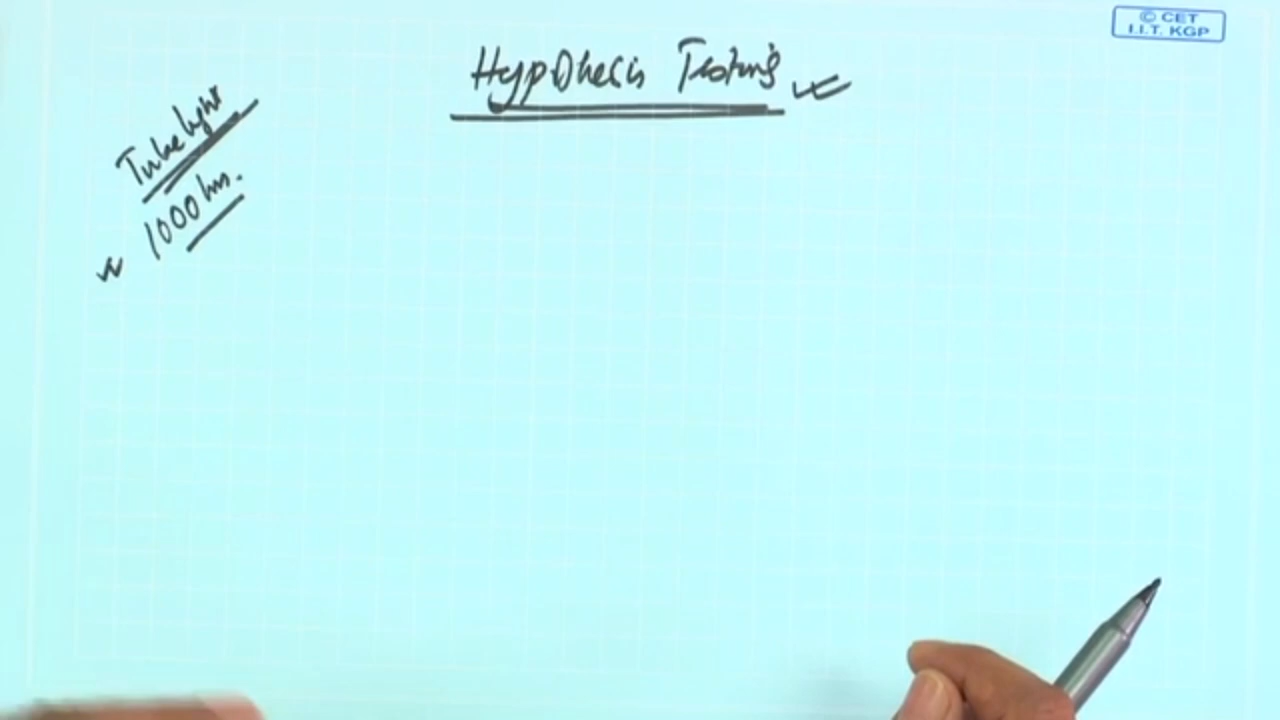 © CET
I.I.T. KGP
Hypothesis Testing
Tubelight
1000 hrs.